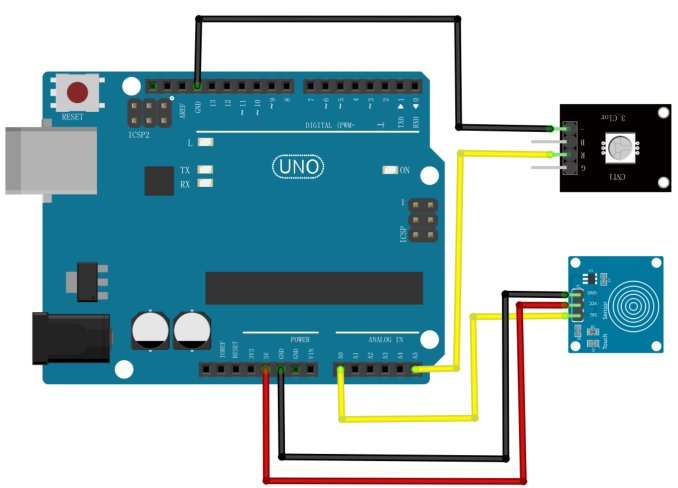 RESET
ICSP2
AREF
GND
13
12
~11
~10
~9
8
7
~6
~5
4
~3
2
TX0 1
RX0 0
DIGITAL (PWM=
L
TX
RX
UNO
ON
1
ICSP
POWER
ANALOG IN
IOREF
RESET
3V3
5V
GND
GND
VIN
A0
A1
A2
A3
A4
A5
3_Clor
-
B
R
G
CNT1
GND
VCC
SIG
Sensor
Touch